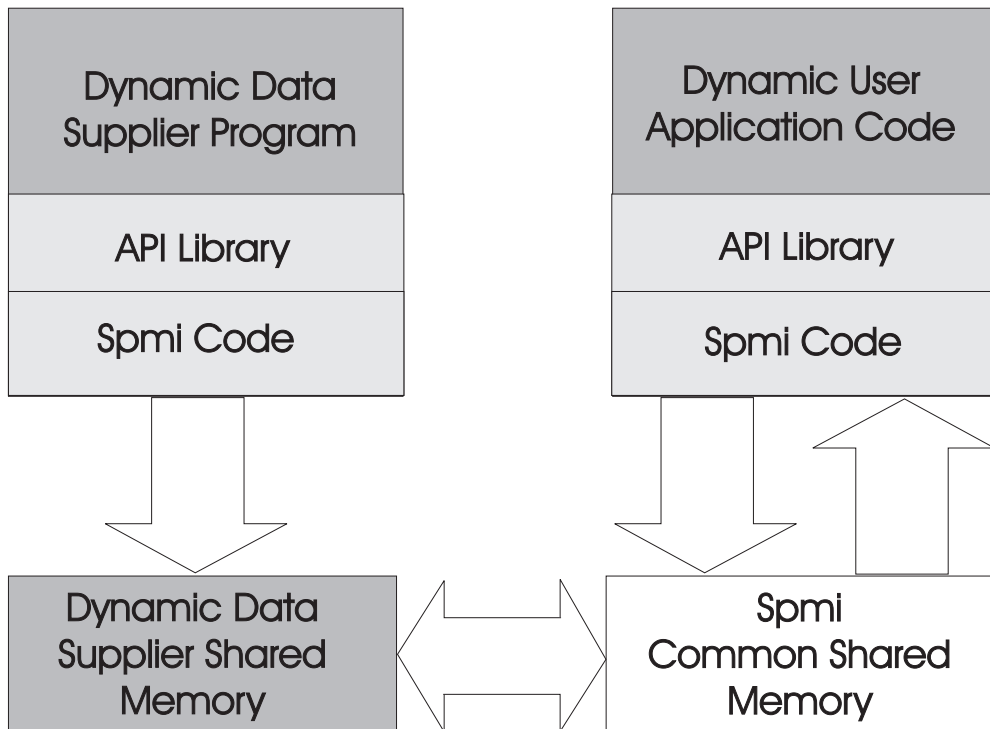 Dynamic Data
Supplier Program
API Library
Spmi Code
Dynamic User
Application Code
API Library
Spmi Code
Dynamic Data
Supplier Shared
Memory
Spmi
Common Shared
Memory